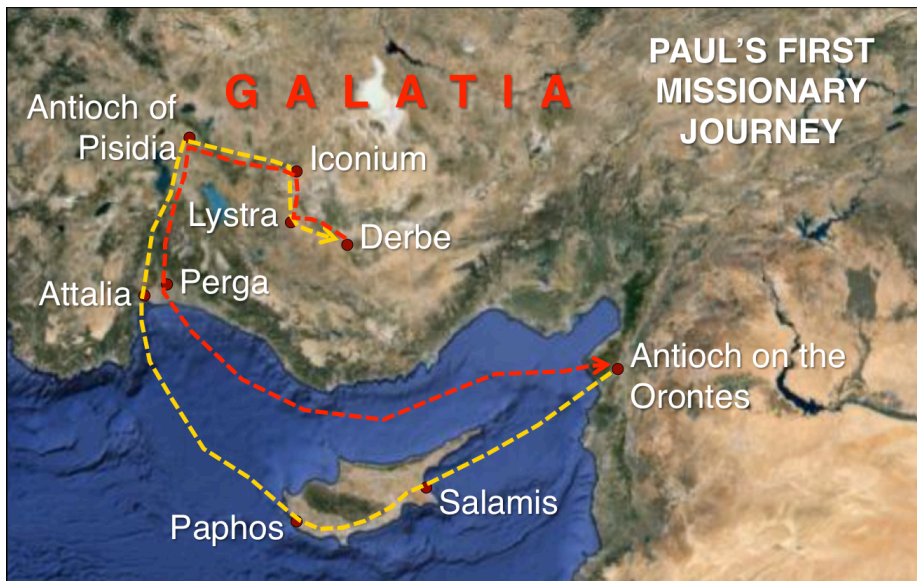 PAUL'S FIRST
MISSIONARY
JOURNEY
G A L A T I A
Antioch of
Pisidia
Iconium
Lystra
Derbe
Perga
Attalia
Antioch on the
Orontes
Salamis
Paphos